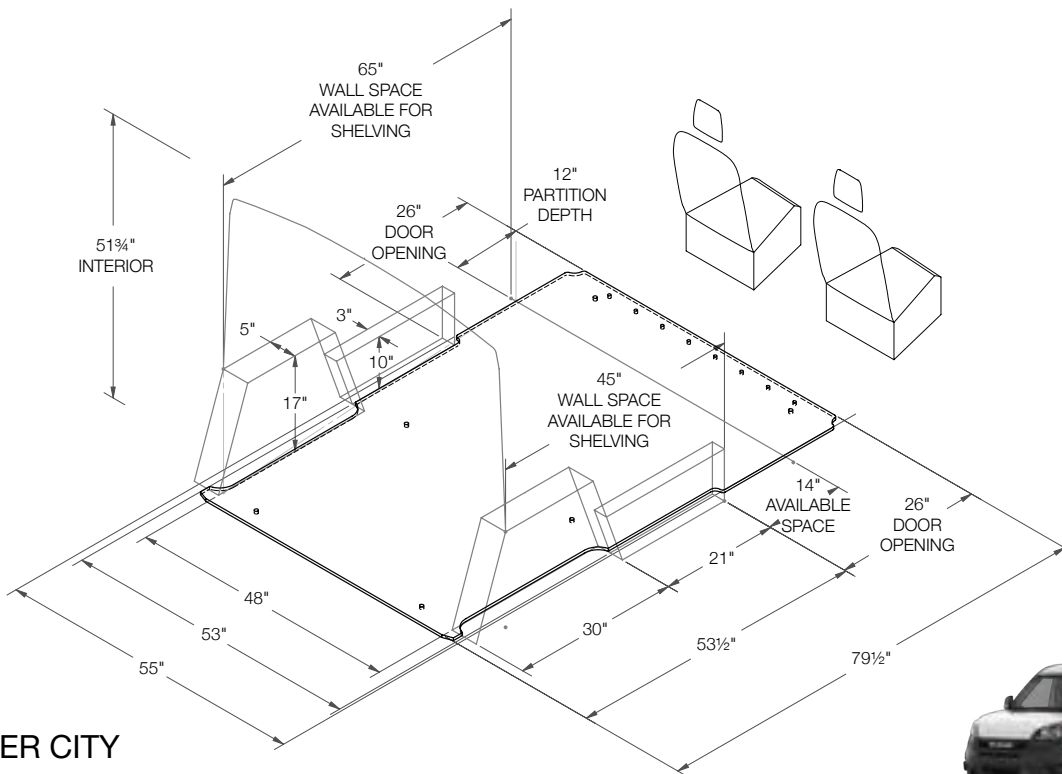 65"
WALL SPACE
AVAILABLE FOR
SHELVING
12"
PARTITION
DEPTH
26"
DOOR
OPENING
51¾"
INTERIOR
5"
3"
10"
17"
45"
WALL SPACE
AVAILABLE FOR
SHELVING
14"
AVAILABLE
SPACE
26"
DOOR
OPENING
21"
30"
53½"
79½"
48"
53"
55"
ER CITY